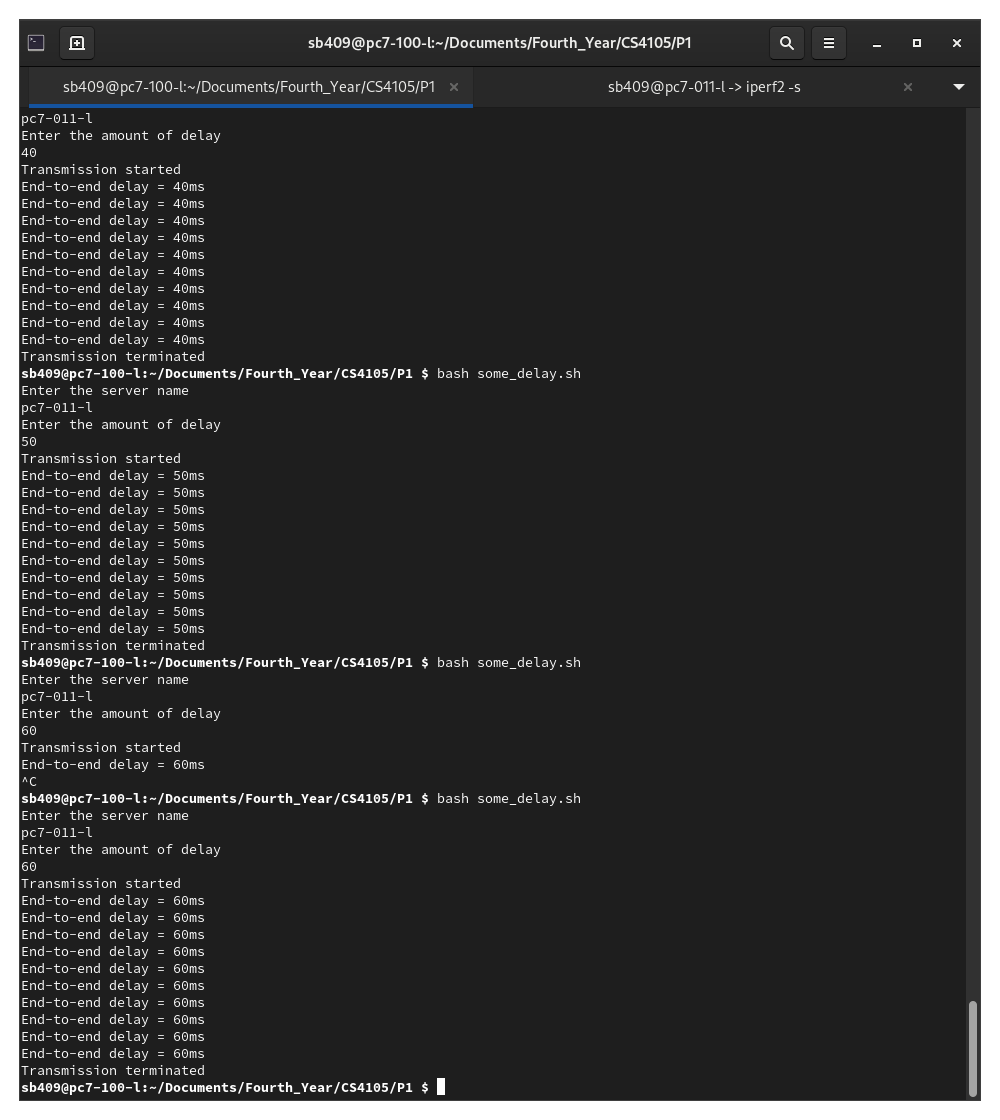 sb409@pc7-100-l:~/Documents/Fourth_Year/CS4105/P1
sb409@pc7-100-l:~/Documents/Fourth_Year/CS4105/P1
sb409@pc7-011-l -> iperf2 -s
pc7-011-l
Enter the amount of delay
40
Transmission started
End-to-end delay = 40ms
End-to-end delay = 40ms
End-to-end delay = 40ms
End-to-end delay = 40ms
End-to-end delay = 40ms
End-to-end delay = 40ms
End-to-end delay = 40ms
End-to-end delay = 40ms
End-to-end delay = 40ms
End-to-end delay = 40ms
Transmission terminated
sb409@pc7-100-l:~/Documents/Fourth_Year/CS4105/P1 $ bash some_delay.sh
Enter the server name
pc7-011-l
Enter the amount of delay
50
Transmission started
End-to-end delay = 50ms
End-to-end delay = 50ms
End-to-end delay = 50ms
End-to-end delay = 50ms
End-to-end delay = 50ms
End-to-end delay = 50ms
End-to-end delay = 50ms
End-to-end delay = 50ms
End-to-end delay = 50ms
End-to-end delay = 50ms
Transmission terminated
sb409@pc7-100-l:~/Documents/Fourth_Year/CS4105/P1 $ bash some_delay.sh
Enter the server name
pc7-011-l
Enter the amount of delay
60
Transmission started
End-to-end delay = 60ms
^C
sb409@pc7-100-l:~/Documents/Fourth_Year/CS4105/P1 $ bash some_delay.sh
Enter the server name
pc7-011-l
Enter the amount of delay
60
Transmission started
End-to-end delay = 60ms
End-to-end delay = 60ms
End-to-end delay = 60ms
End-to-end delay = 60ms
End-to-end delay = 60ms
End-to-end delay = 60ms
End-to-end delay = 60ms
End-to-end delay = 60ms
End-to-end delay = 60ms
End-to-end delay = 60ms
Transmission terminated
sb409@pc7-100-l:~/Documents/Fourth_Year/CS4105/P1 $